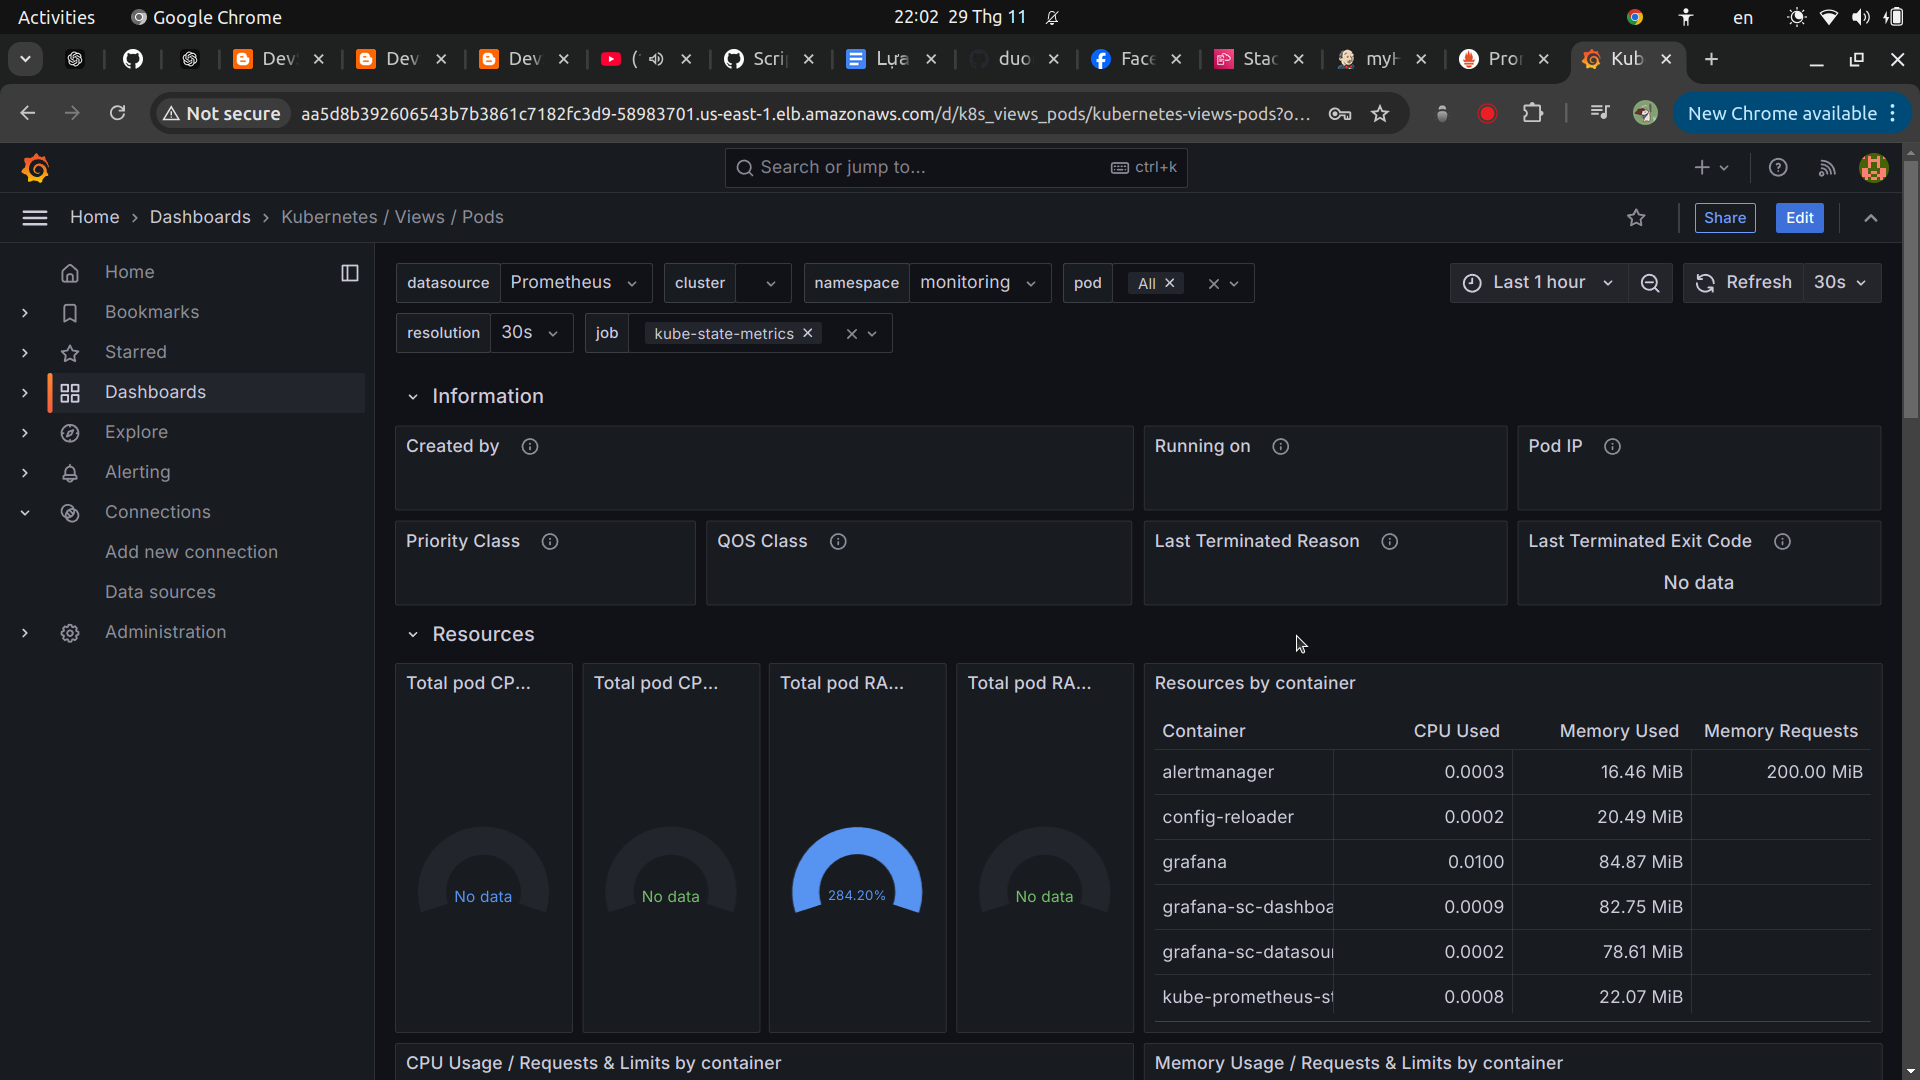 Activities
Google Chrome
22:02 29 Thg 11
en
Dev
Dev
Dev
(
Scri
Lựa
duo
Face
Stac
myH
Pro
Kub
Not secure
aa5d8b392606543b7b3861c7182fc3d9-58983701.us-east-1.elb.amazonaws.com/d/k8s_views_pods/kubernetes-views-pods?o...
New Chrome available
Search or jump to...
ctrl+k
Home › Dashboards › Kubernetes / Views / Pods
Share
Edit
Home
Bookmarks
Starred
Dashboards
Explore
Alerting
Connections
Add new connection
Data sources
Administration
datasource Prometheus
cluster
namespace monitoring
pod All
Last 1 hour
Refresh 30s
resolution 30s
job kube-state-metrics
Information
Created by
Running on
Pod IP
Priority Class
QOS Class
Last Terminated Reason
Last Terminated Exit Code
No data
Resources
Total pod CP...
No data
Total pod CP...
No data
Total pod RA...
284.20%
Total pod RA...
No data
Resources by container
Container CPU Used Memory Used Memory Requests
alertmanager 0.0003 16.46 MiB 200.00 MiB
config-reloader 0.0002 20.49 MiB
grafana 0.0100 84.87 MiB
grafana-sc-dashboa 0.0009 82.75 MiB
grafana-sc-datasour 0.0002 78.61 MiB
kube-prometheus-st 0.0008 22.07 MiB
CPU Usage / Requests & Limits by container
Memory Usage / Requests & Limits by container